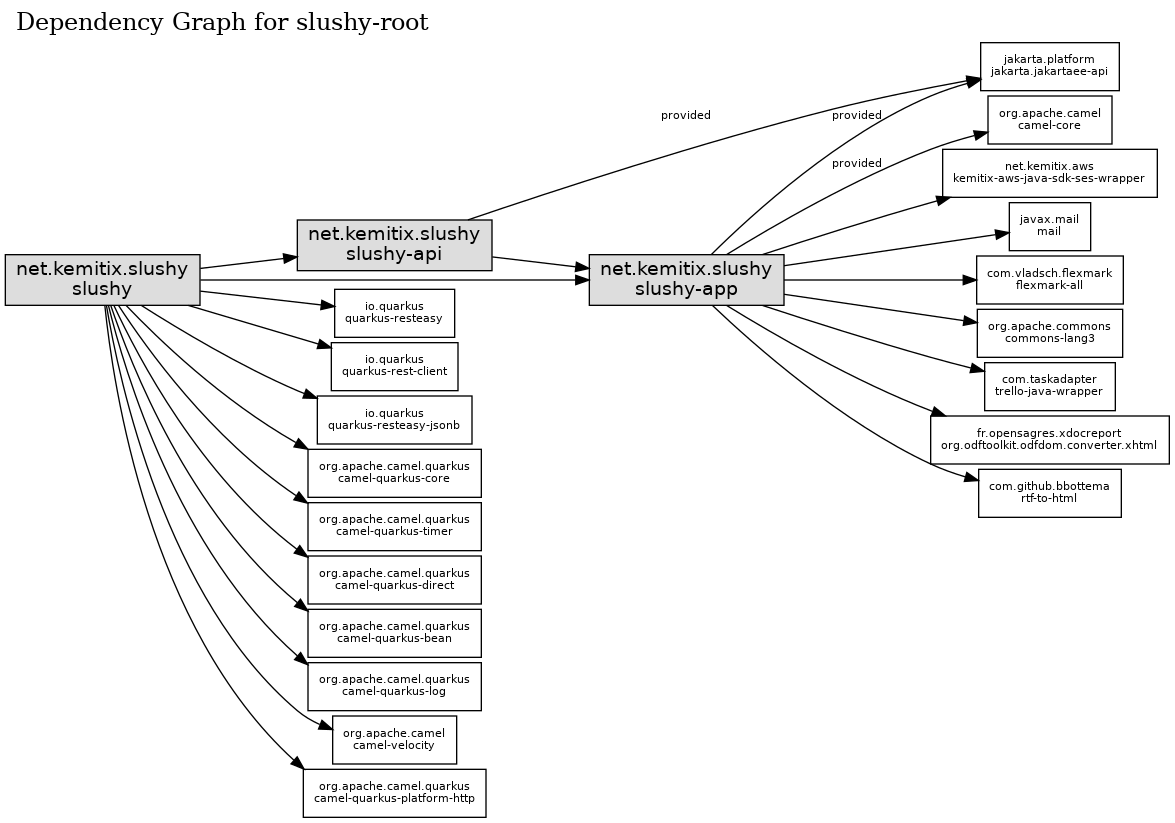 Dependency Graph for slushy-root
jakarta.platform
jakarta.jakartaee-api
provided
provided
org.apache.camel
camel-core
provided
net.kemitix.aws
kemitix-aws-java-sdk-ses-wrapper
javax.mail
mail
net.kemitix.slushy
slushy-api
net.kemitix.slushy
slushy
net.kemitix.slushy
slushy-app
com.vladsch.flexmark
flexmark-all
io.quarkus
quarkus-resteasy
org.apache.commons
commons-lang3
io.quarkus
quarkus-rest-client
com.taskadapter
trello-java-wrapper
io.quarkus
quarkus-resteasy-jsonb
fr.opensagres.xdocreport
org.odftoolkit.odfdom.converter.xhtml
org.apache.camel.quarkus
camel-quarkus-core
com.github.bbottema
rtf-to-html
org.apache.camel.quarkus
camel-quarkus-timer
org.apache.camel.quarkus
camel-quarkus-direct
org.apache.camel.quarkus
camel-quarkus-bean
org.apache.camel.quarkus
camel-quarkus-log
org.apache.camel
camel-velocity
org.apache.camel.quarkus
camel-quarkus-platform-http